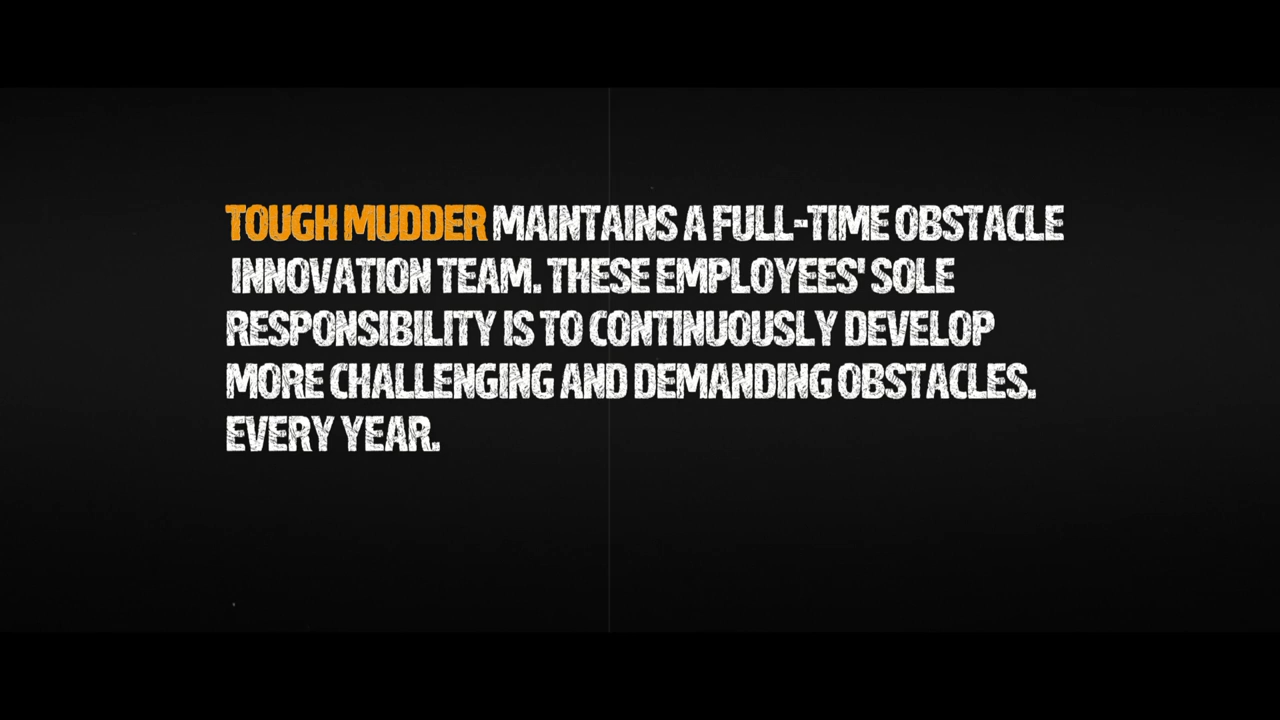 TOUGH MUDDER MAINTAINS A FULL-TIME OBSTACLE
INNOVATION TEAM. THESE EMPLOYEES' SOLE
RESPONSIBILITY IS TO CONTINUOUSLY DEVELOP
MORE CHALLENGING AND DEMANDING OBSTACLES.
EVERY YEAR.